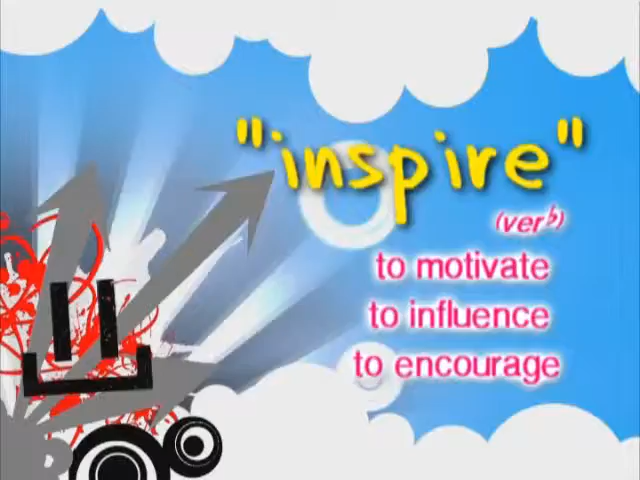 "inspire"
(verb)
to motivate
to influence
to encourage